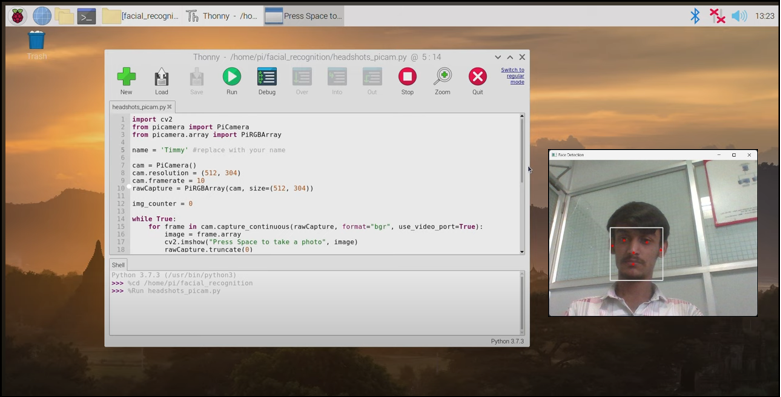 [facial_recogni...
Thonny - /ho...
Press Space to...
13:23
Thonny - /home/pi/facial_recognition/headshots_picam.py @ 5 : 14
New Load Save Run Debug Over Into Out Stop Zoom Quit
Switch to
regular
mode
headshots_picam.py
1 import cv2
2 from picamera import PiCamera
3 from picamera.array import PiRGBArray
4
5 name = 'Timmy' #replace with your name
6
7 cam = PiCamera()
8 cam.resolution = (512, 304)
9 cam.framerate = 10
10 rawCapture = PiRGBArray(cam, size=(512, 304))
11
12 img_counter = 0
13
14 while True:
15 for frame in cam.capture_continuous(rawCapture, format="bgr", use_video_port=True):
16 image = frame.array
17 cv2.imshow("Press Space to take a photo", image)
18 rawCapture.truncate(0)
Shell
Python 3.7.3 (/usr/bin/python3)
>>> %cd /home/pi/facial_recognition
>>> %Run headshots_picam.py
Python 3.7.3
Face Detection